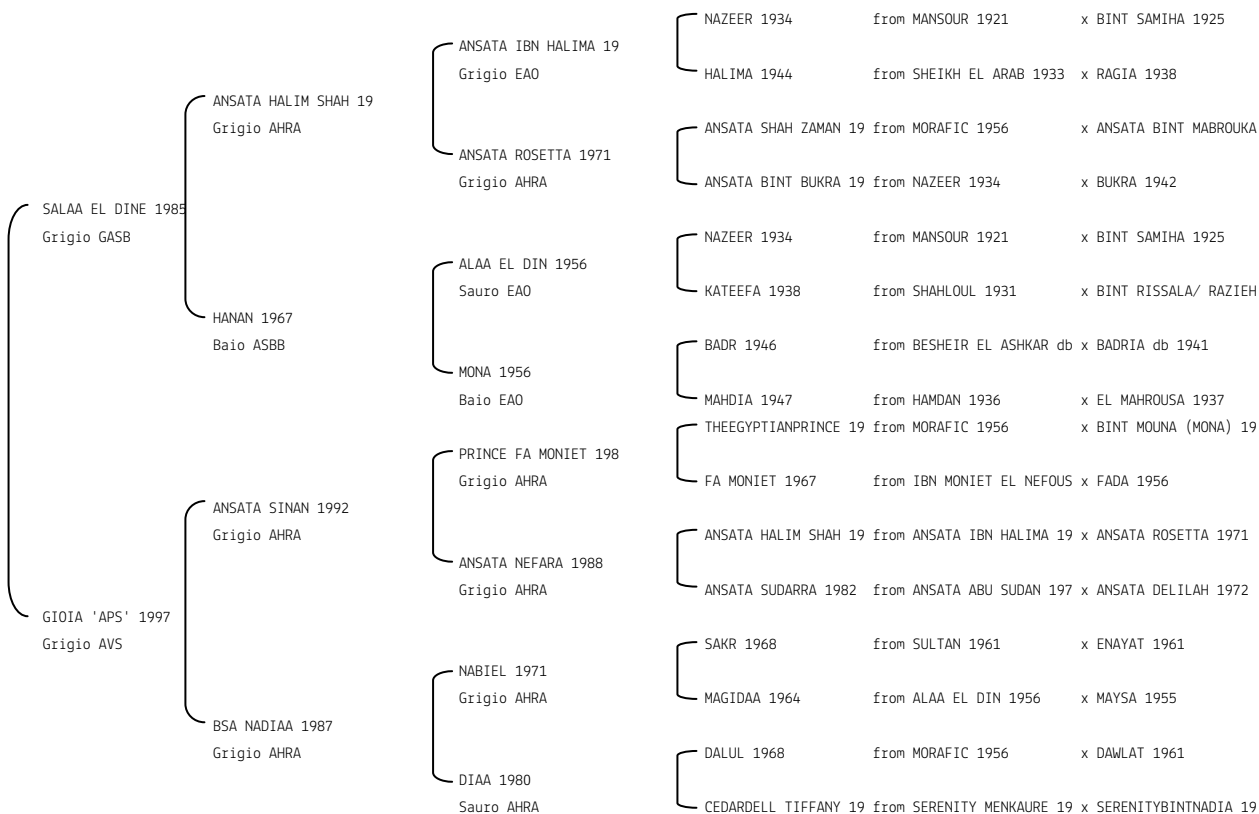 NAZEER 1934 from MANSOUR 1921 x BINT SAMIHA 1925
ANSATA IBN HALIMA 19
Grigio EAO
HALIMA 1944 from SHEIKH EL ARAB 1933 x RAGIA 1938
ANSATA HALIM SHAH 19
Grigio AHRA
ANSATA SHAH ZAMAN 19 from MORAFIC 1956 x ANSATA BINT MABROUKA
ANSATA ROSETTA 1971
Grigio AHRA
ANSATA BINT BUKRA 19 from NAZEER 1934 x BUKRA 1942
SALAA EL DINE 1985
Grigio GASB
NAZEER 1934 from MANSOUR 1921 x BINT SAMIHA 1925
ALAA EL DIN 1956
Sauro EAO
KATEEFA 1938 from SHAHLOUL 1931 x BINT RISSALA/ RAZIEH
HANAN 1967
Baio ASBB
BADR 1946 from BESHEIR EL ASHKAR db x BADRIA db 1941
MONA 1956
Baio EAO
MAHDIA 1947 from HAMDAN 1936 x EL MAHROUSA 1937
THEEGYPTIANPRINCE 19 from MORAFIC 1956 x BINT MOUNA (MONA) 19
PRINCE FA MONIET 198
Grigio AHRA
FA MONIET 1967 from IBN MONIET EL NEFOUS x FADA 1956
ANSATA SINAN 1992
Grigio AHRA
ANSATA HALIM SHAH 19 from ANSATA IBN HALIMA 19 x ANSATA ROSETTA 1971
ANSATA NEFARA 1988
Grigio AHRA
ANSATA SUDARRA 1982 from ANSATA ABU SUDAN 197 x ANSATA DELILAH 1972
GIOIA 'APS' 1997
Grigio AVS
SAKR 1968 from SULTAN 1961 x ENAYAT 1961
NABIEL 1971
Grigio AHRA
MAGIDAA 1964 from ALAA EL DIN 1956 x MAYSA 1955
BSA NADIAA 1987
Grigio AHRA
DALUL 1968 from MORAFIC 1956 x DAWLAT 1961
DIAA 1980
Sauro AHRA
CEDARDELL TIFFANY 19 from SERENITY MENKAURE 19 x SERENITYBINTNADIA 19